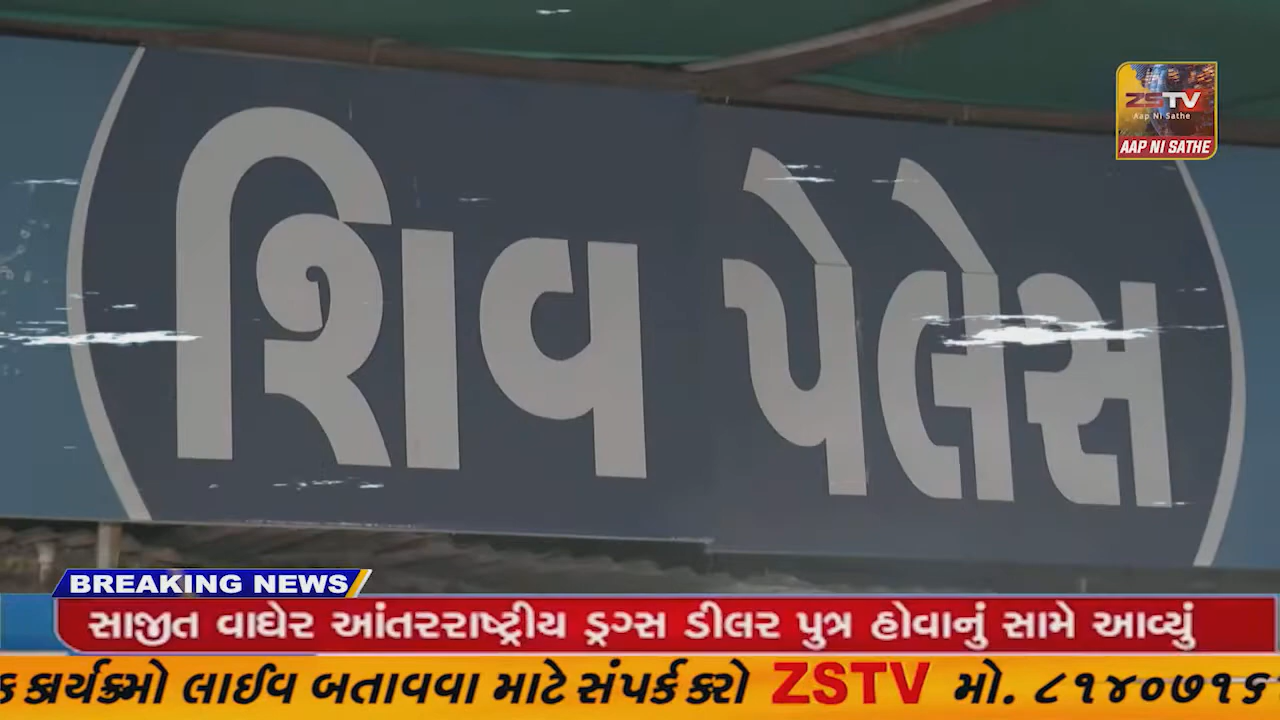 ZSTV
Aap Ni Sathe
AAP NI SATHE
શિવ પેલેસ
BREAKING NEWS
સાજીત વાઘેર આંતરરાષ્ટ્રીય ડ્રગ્સ ડીલર પુત્ર હોવાનું સામે આવ્યું
કાર્યક્રમો લાઈવ બતાવવા માટે સંપર્ક કરો ZSTV મો. ૮૧૪૦૭૧૬